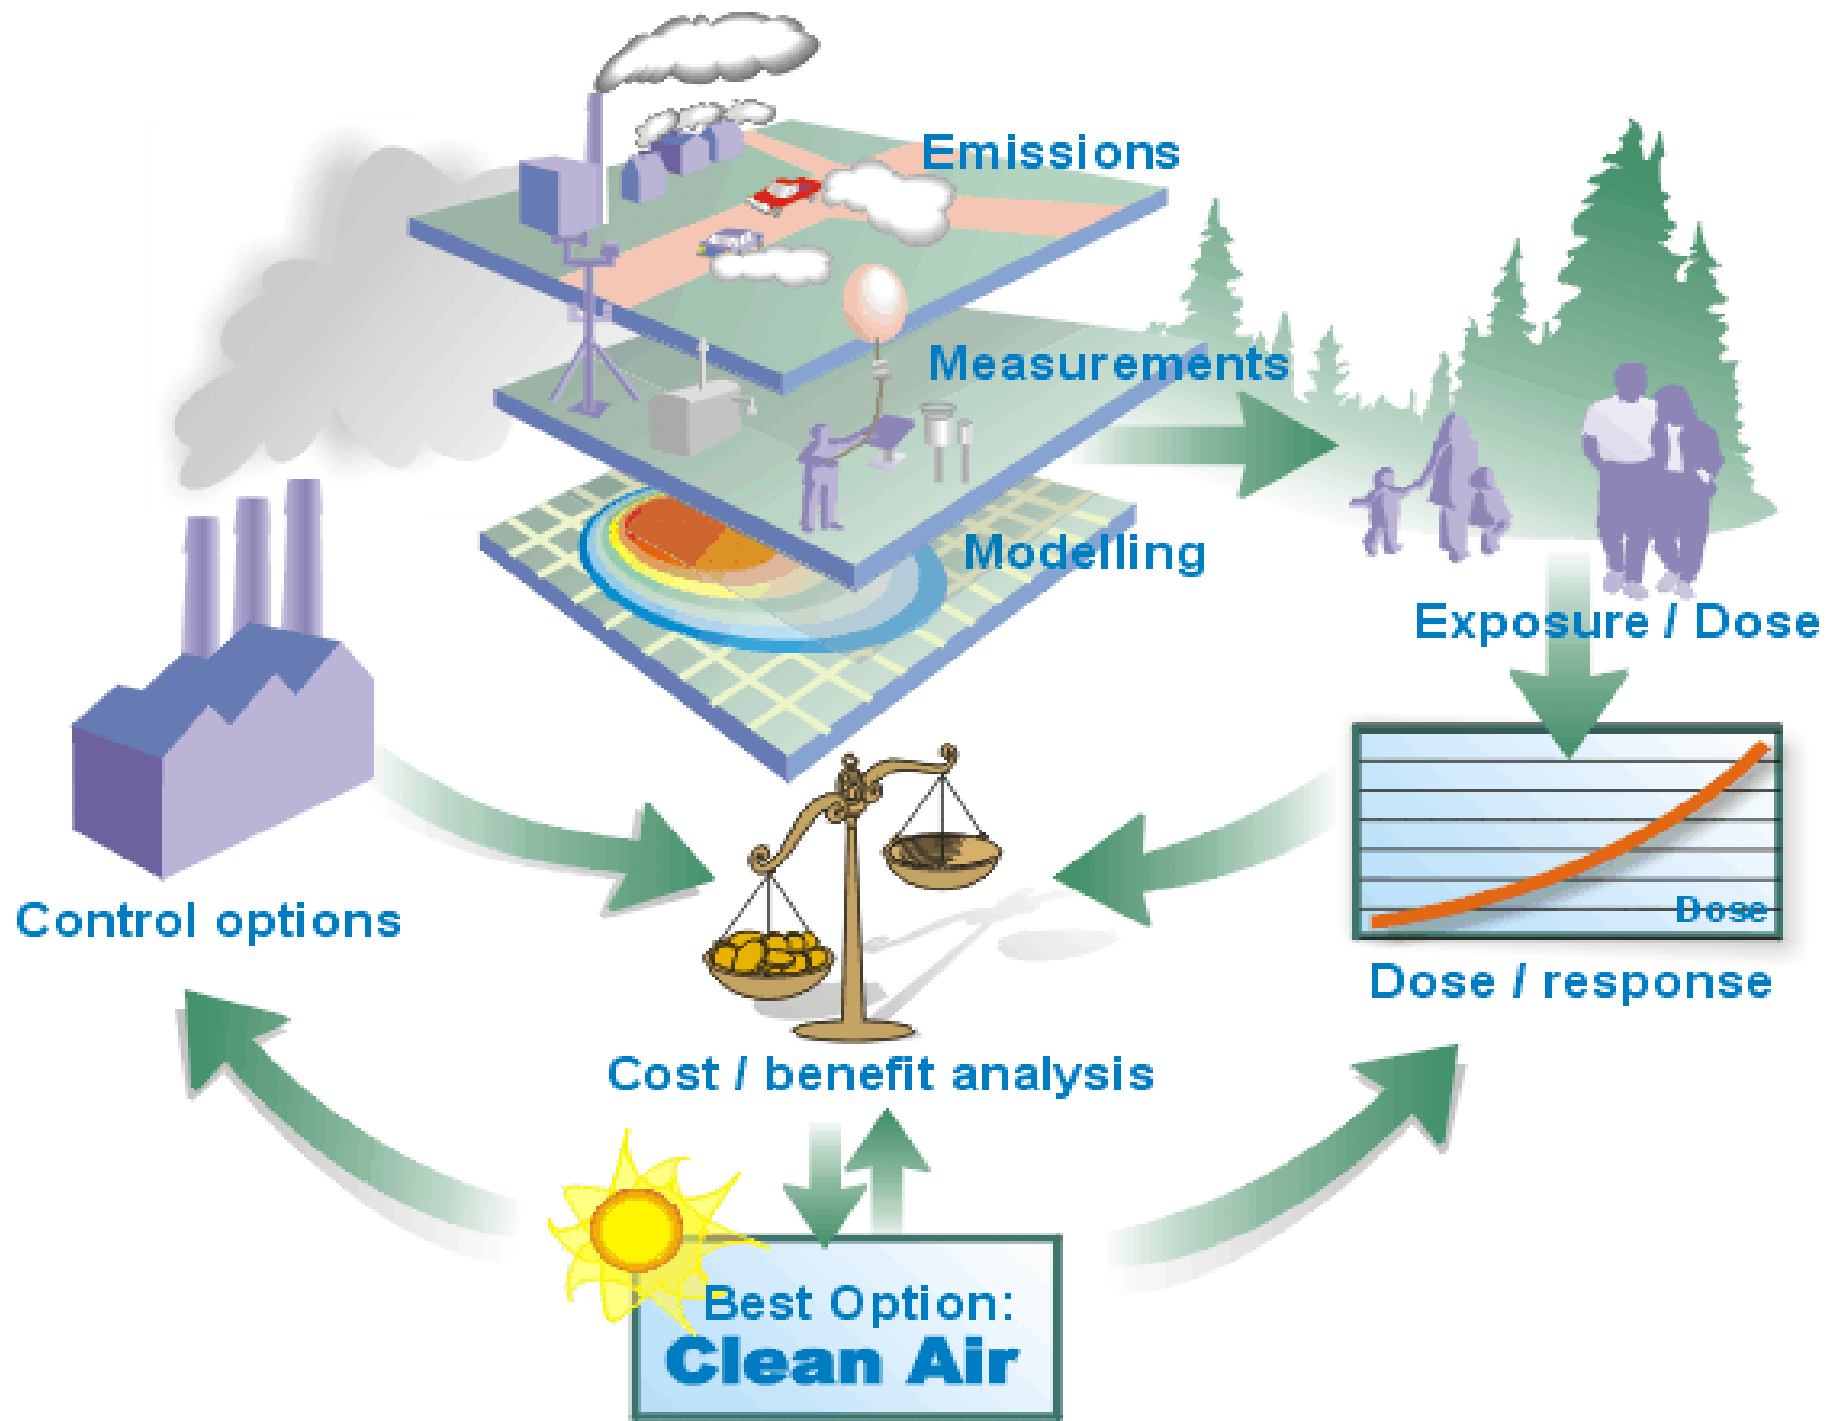 Emissions
Measurements
Modelling
Exposure / Dose
Dose
Dose / response
Control options
Cost / benefit analysis
Best Option:
Clean Air